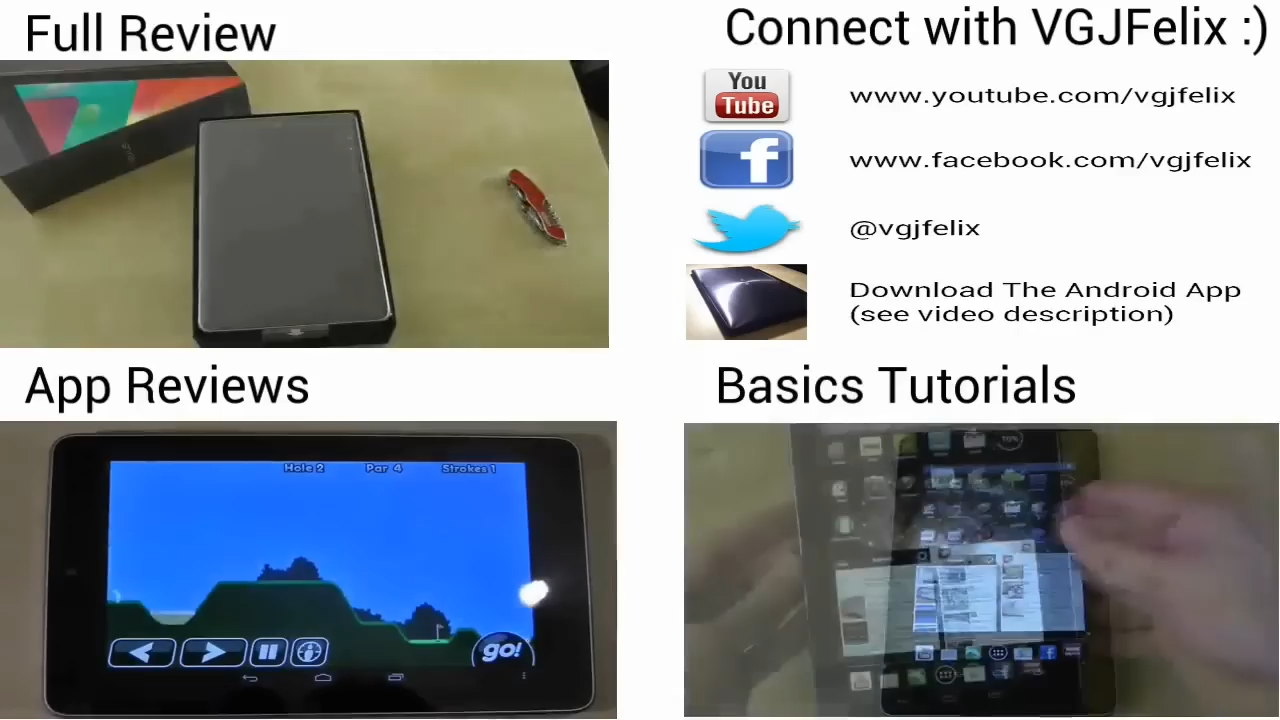 Full Review
Connect with VGJFelix :)
You
Tube
www.youtube.com/vgjfelix
f
www.facebook.com/vgjfelix
@vgjfelix
Download The Android App
(see video description)
App Reviews
Basics Tutorials
Hole 2 Par 4 Strokes 1
go!
10%